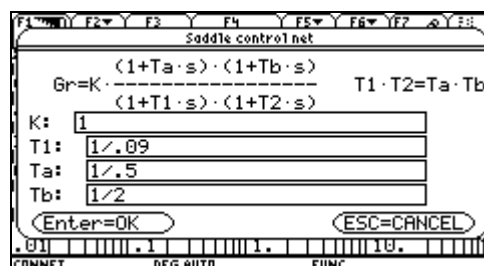 F2▾ F3 F4 F5▾ F6▾ F7
Saddle control net
(1+Ta·s)·(1+Tb·s)
Gr=K·---------------- T1·T2=Ta·Tb
(1+T1·s)·(1+T2·s)
K: 1
T1: 1/.09
Ta: 1/.5
Tb: 1/2
Enter=OK ESC=CANCEL
.01 .1 1. 10.
CONNET DEG AUTO FUNC